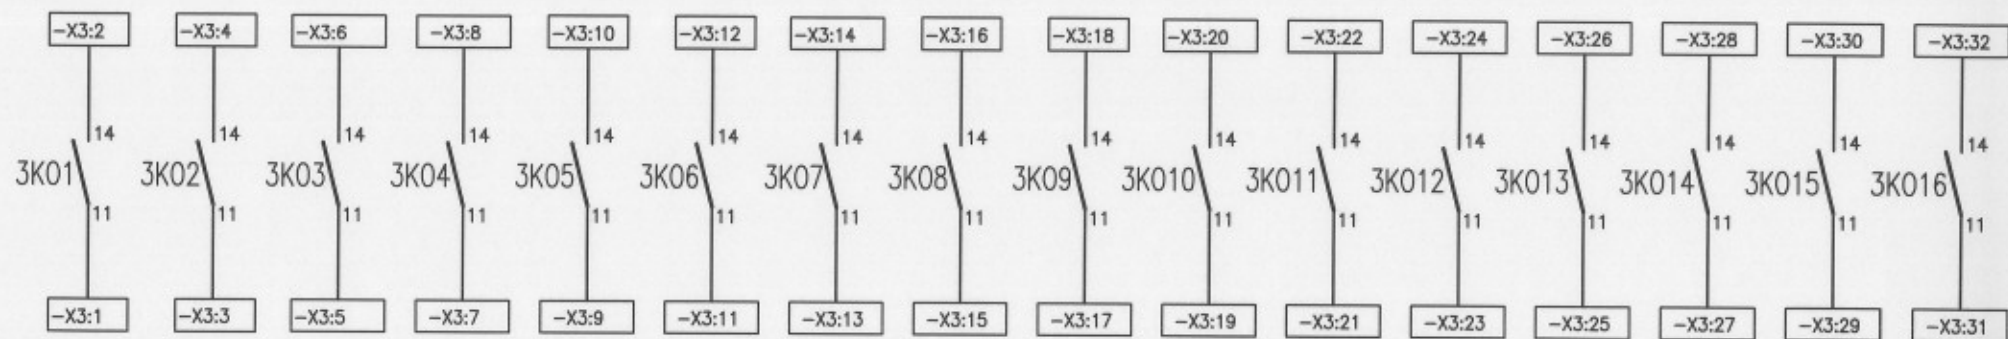 -X3:2 -X3:4 -X3:6 -X3:8 -X3:10 -X3:12 -X3:14 -X3:16 -X3:18 -X3:20 -X3:22 -X3:24 -X3:26 -X3:28 -X3:30 -X3:32
14 14 14 14 14 14 14 14 14 14 14 14 14 14 14 14
3K01 3K02 3K03 3K04 3K05 3K06 3K07 3K08 3K09 3K010 3K011 3K012 3K013 3K014 3K015 3K016
11 11 11 11 11 11 11 11 11 11 11 11 11 11 11 11
-X3:1 -X3:3 -X3:5 -X3:7 -X3:9 -X3:11 -X3:13 -X3:15 -X3:17 -X3:19 -X3:21 -X3:23 -X3:25 -X3:27 -X3:29 -X3:31